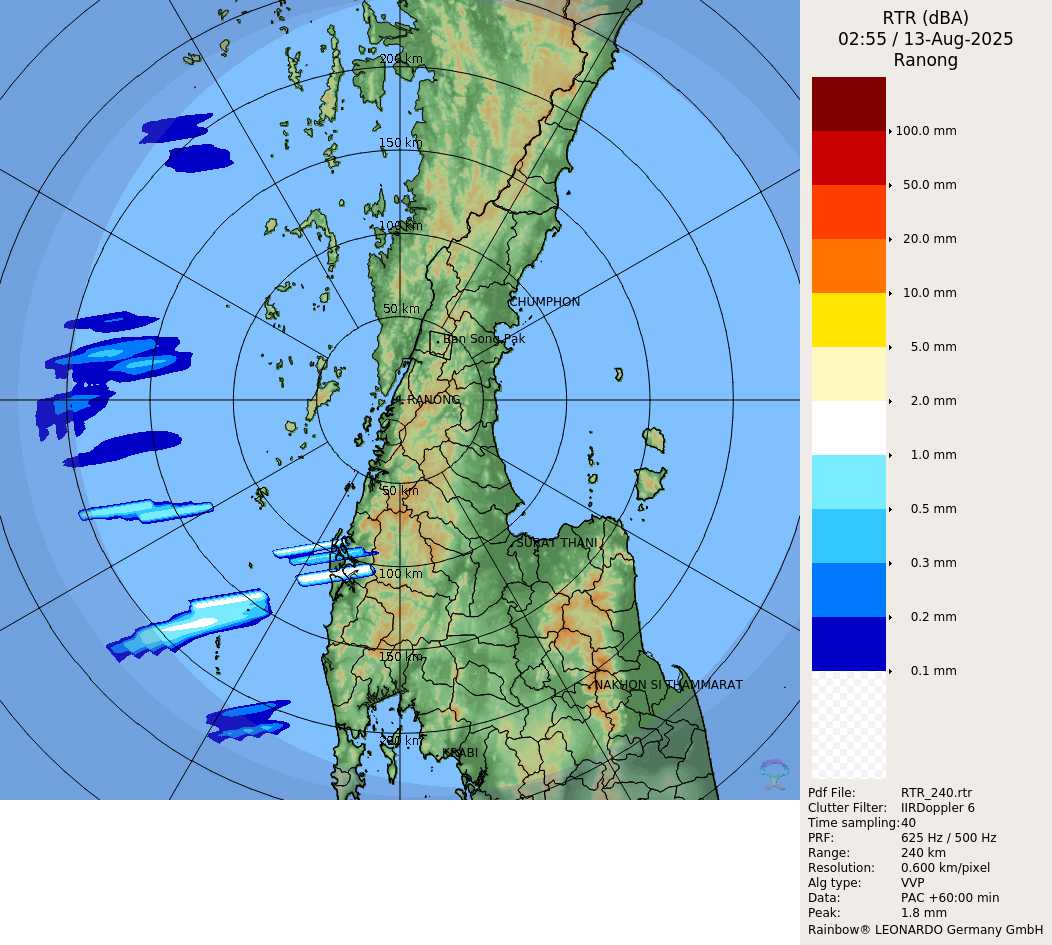 RTR (dBA)
02:55 / 13-Aug-2025
Ranong
200 km
150 km
100 km
50 km
CHUMPHON
Ban Song Pak
RANONG
50 km
SURAT THANI
100 km
150 km
NAKHON SI THAMMARAT
200 km
KRABI
100.0 mm
50.0 mm
20.0 mm
10.0 mm
5.0 mm
2.0 mm
1.0 mm
0.5 mm
0.3 mm
0.2 mm
0.1 mm
Pdf File: RTR_240.rtr
Clutter Filter: IIRDoppler 6
Time sampling:40
PRF: 625 Hz / 500 Hz
Range: 240 km
Resolution: 0.600 km/pixel
Alg type: VVP
Data: PAC +60:00 min
Peak: 1.8 mm
Rainbow® LEONARDO Germany GmbH